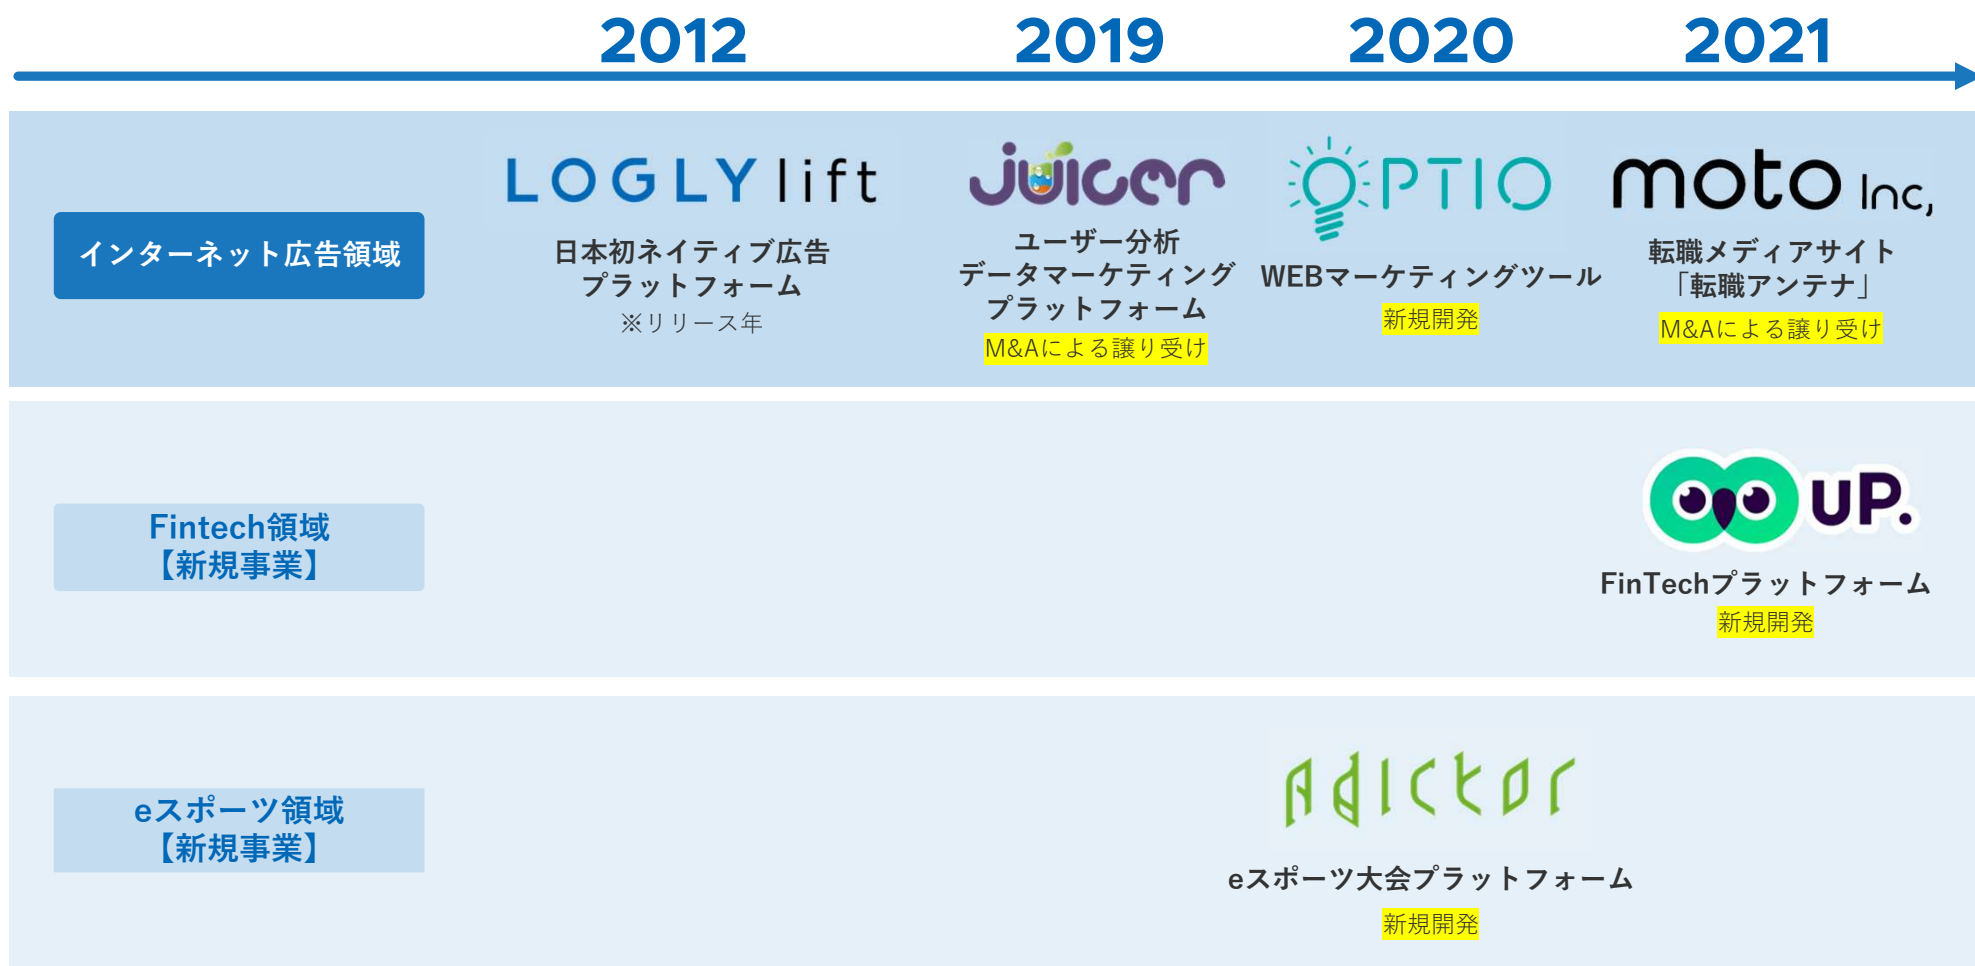 2012
2019
2020
2021
インターネット広告領域
LOGLY lift
日本初ネイティブ広告
プラットフォーム
※リリース年
juicer
ユーザー分析
データマーケティング
プラットフォーム
M&Aによる譲り受け
OPTIO
WEBマーケティングツール
新規開発
moto Inc,
転職メディアサイト
「転職アンテナ」
M&Aによる譲り受け
Fintech領域
【新規事業】
UP.
FinTechプラットフォーム
新規開発
eスポーツ領域
【新規事業】
Adictor
eスポーツ大会プラットフォーム
新規開発